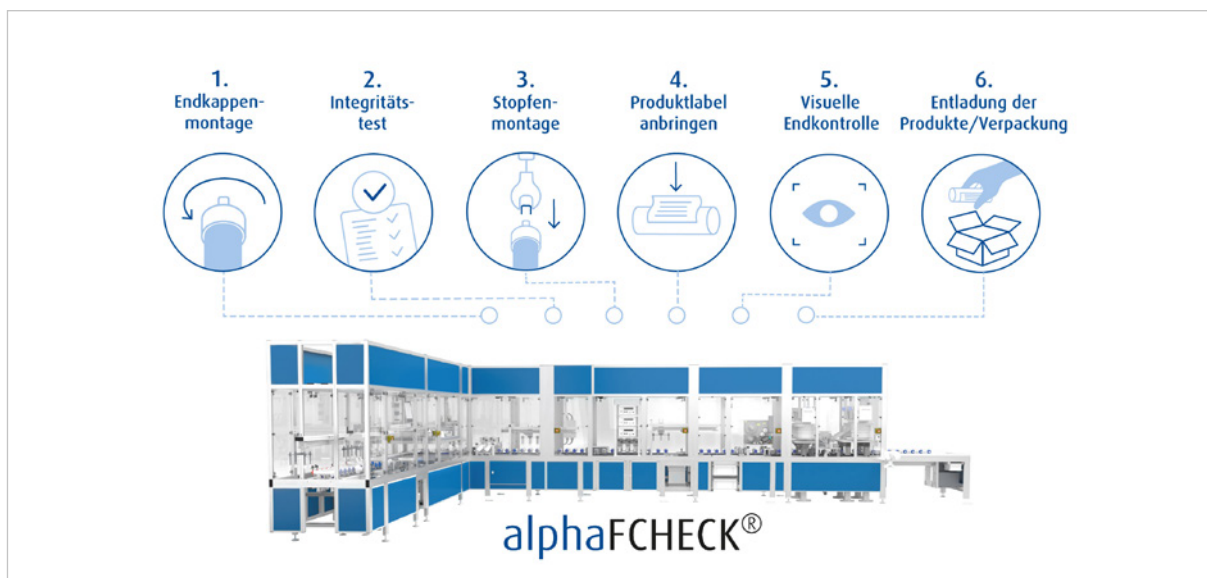 1.
Endkappen-
montage
2.
Integritäts-
test
3.
Stopfen-
montage
4.
Produktlabel
anbringen
5.
Visuelle
Endkontrolle
6.
Entladung der
Produkte/Verpackung
alphaFCHECK®